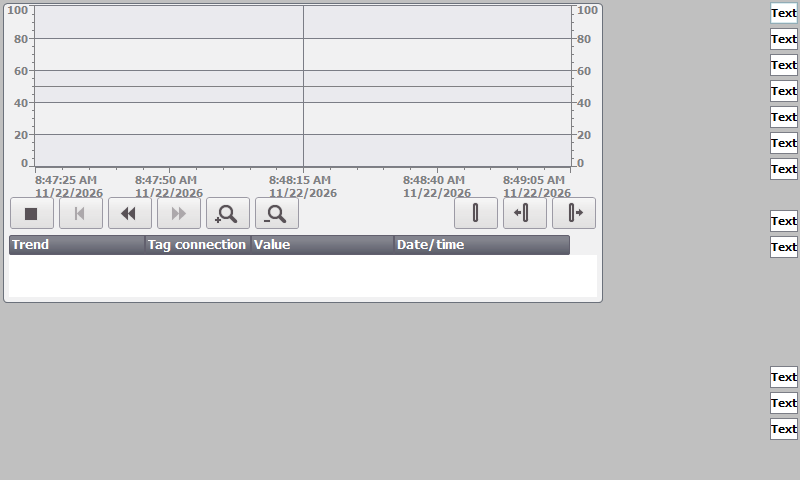 100 100
80 80
60 60
40 40
20 20
0 0
8:47:25 AM 8:47:50 AM 8:48:15 AM 8:48:40 AM 8:49:05 AM
11/22/2026 11/22/2026 11/22/2026 11/22/2026 11/22/2026
Trend Tag connection Value Date/time
Text
Text
Text
Text
Text
Text
Text
Text
Text
Text
Text
Text